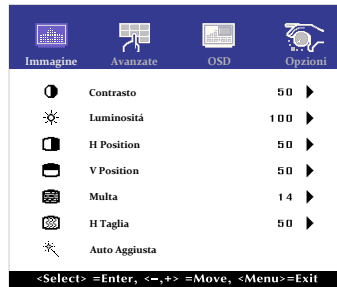 Immagine Avanzate OSD Opzioni
Contrasto 50
Luminositá 100
H Position 50
V Position 50
Multa 14
H Taglia 50
Auto Aggiusta
<Select> =Enter, <–,+> =Move, <Menu>=Exit